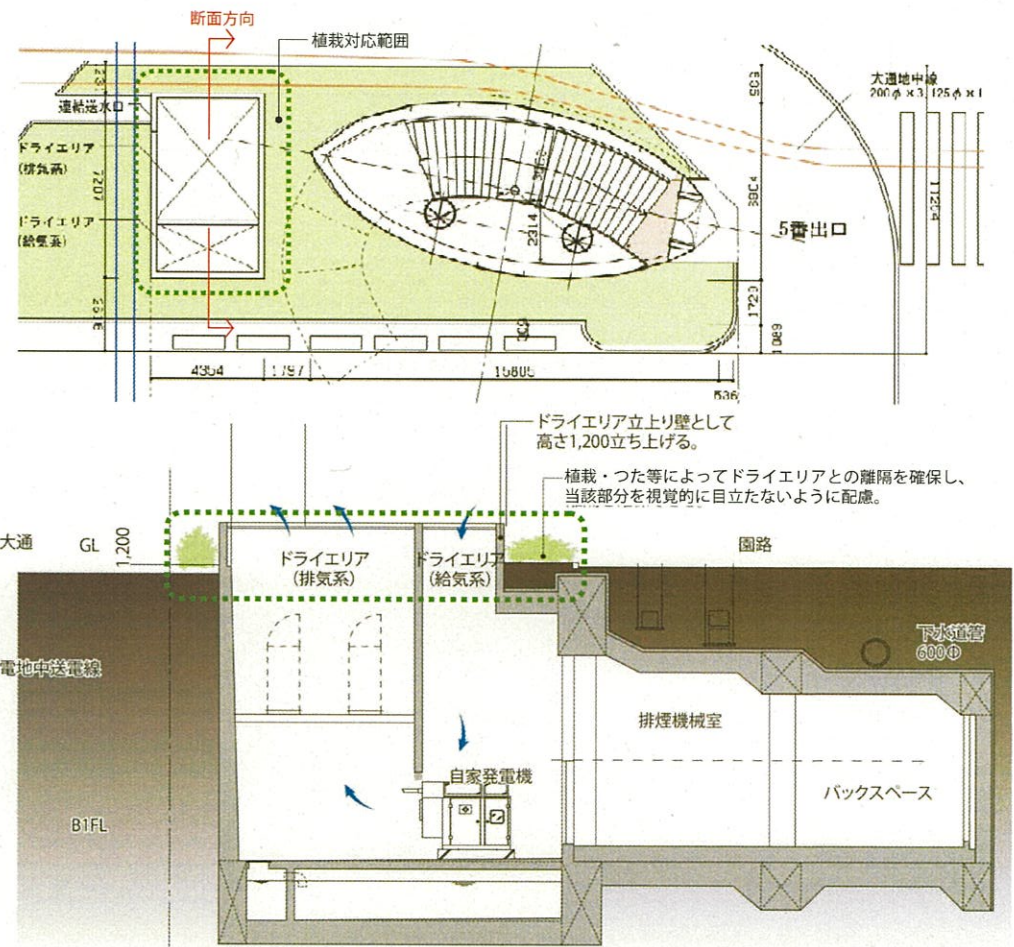 断面方向
植栽対応範囲
連結送水口
ドライエリア
(排気系)
ドライエリア
(給気系)
7207
大通地中線
200φ×3, 125φ×1
5番出口
2314
11204
1729
1089
4354
1797
15805
536
ドライエリア立上り壁として
高さ1,200立ち上げる。
植栽・つた等によってドライエリアとの離隔を確保し、
当該部分を視覚的に目立たないように配慮。
大通
GL
1,200
ドライエリア
(排気系)
ドライエリア
(給気系)
園路
下水道管
600Φ
電地中送電線
排煙機械室
自家発電機
バックスペース
B1FL